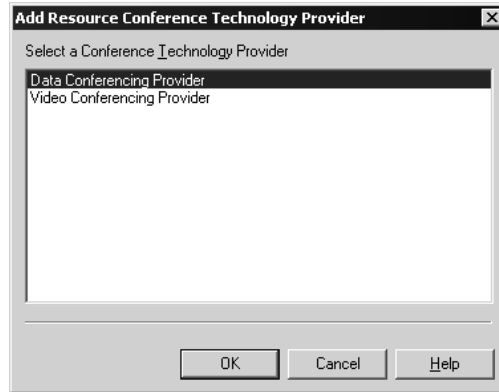 Add Resource Conference Technology Provider
Select a Conference Technology Provider
Data Conferencing Provider
Video Conferencing Provider
OK Cancel Help